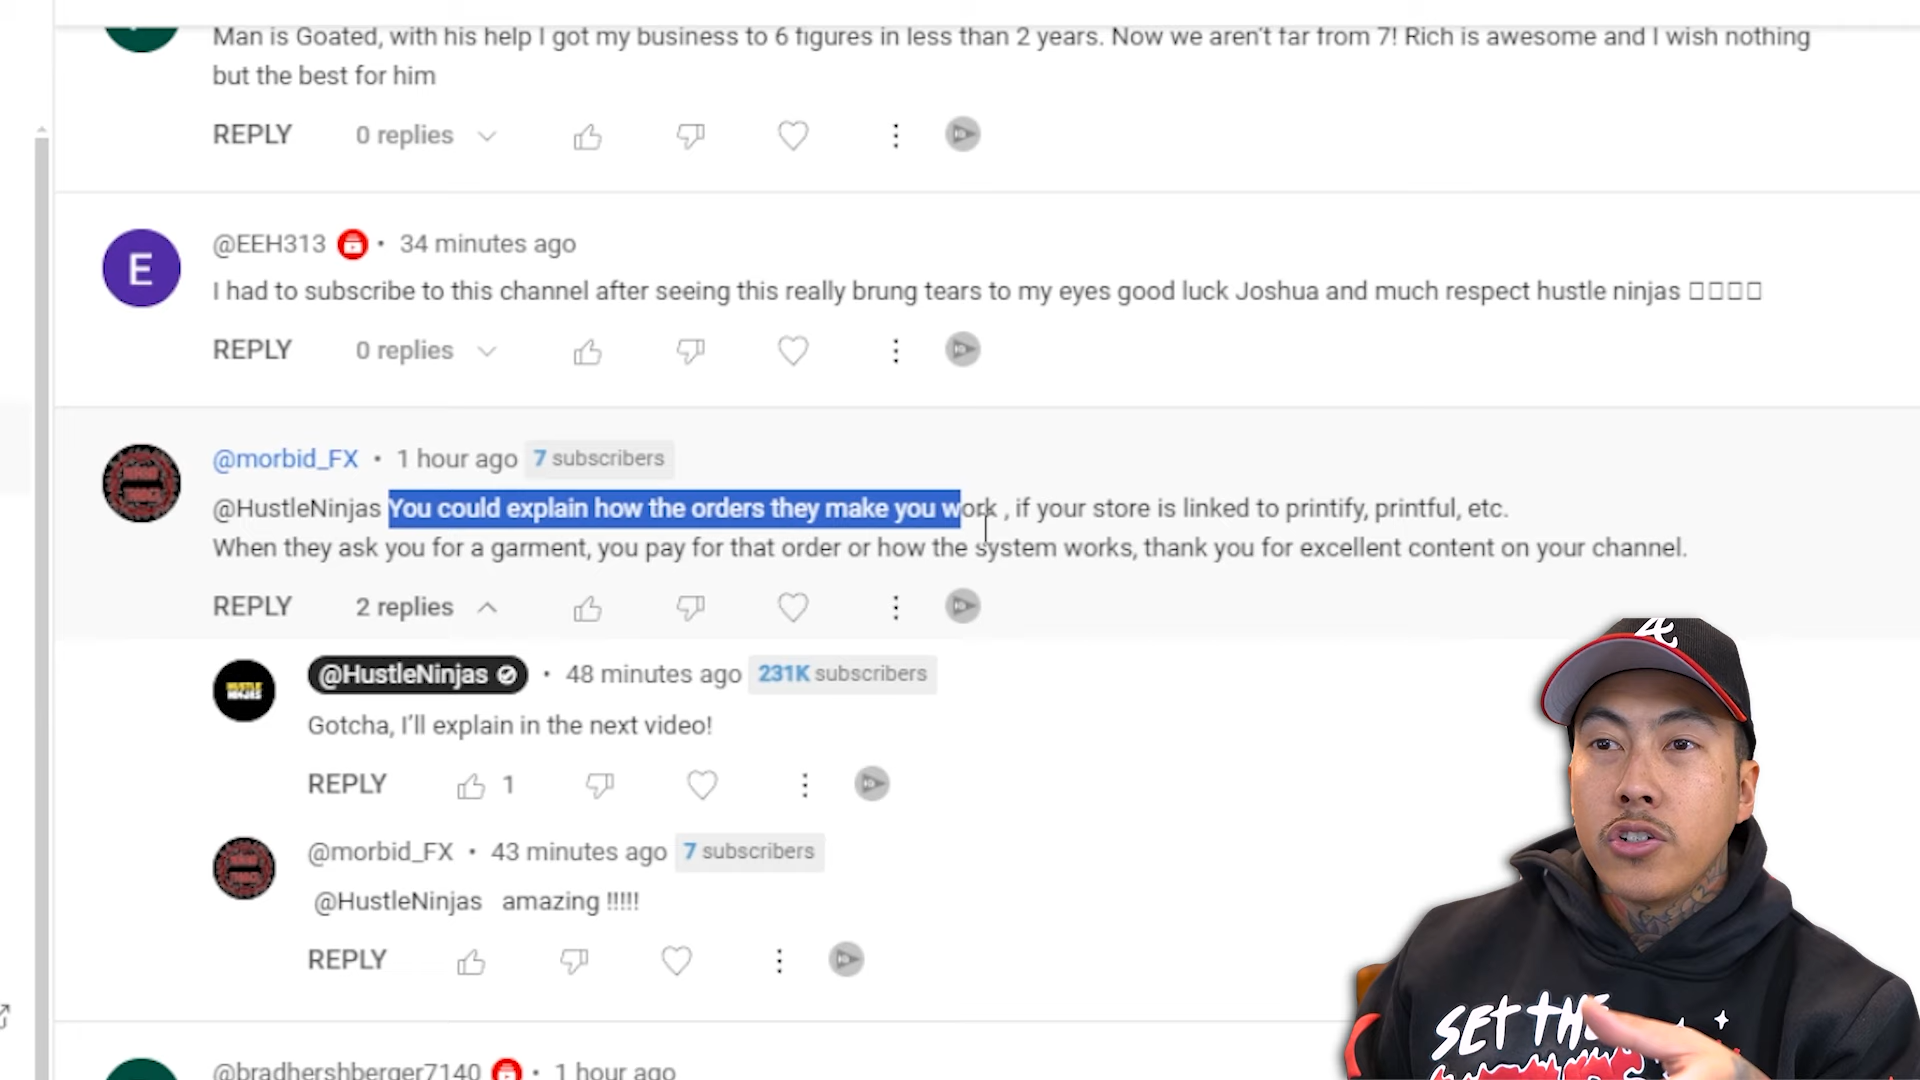 Man is Goated, with his help I got my business to 6 figures in less than 2 years. Now we aren't far from 7! Rich is awesome and I wish nothing
but the best for him
REPLY 0 replies
E
@EEH313 • 34 minutes ago
I had to subscribe to this channel after seeing this really brung tears to my eyes good luck Joshua and much respect hustle ninjas □□□□
REPLY 0 replies
@morbid_FX • 1 hour ago 7 subscribers
@HustleNinjas You could explain how the orders they make you work , if your store is linked to printify, printful, etc.
When they ask you for a garment, you pay for that order or how the system works, thank you for excellent content on your channel.
REPLY 2 replies
HUSTLE
NINJAS
@HustleNinjas • 48 minutes ago 231K subscribers
Gotcha, I'll explain in the next video!
REPLY 1
@morbid_FX • 43 minutes ago 7 subscribers
@HustleNinjas amazing !!!!!
REPLY
@bradhershberger7140 • 1 hour ago
A
SET THE